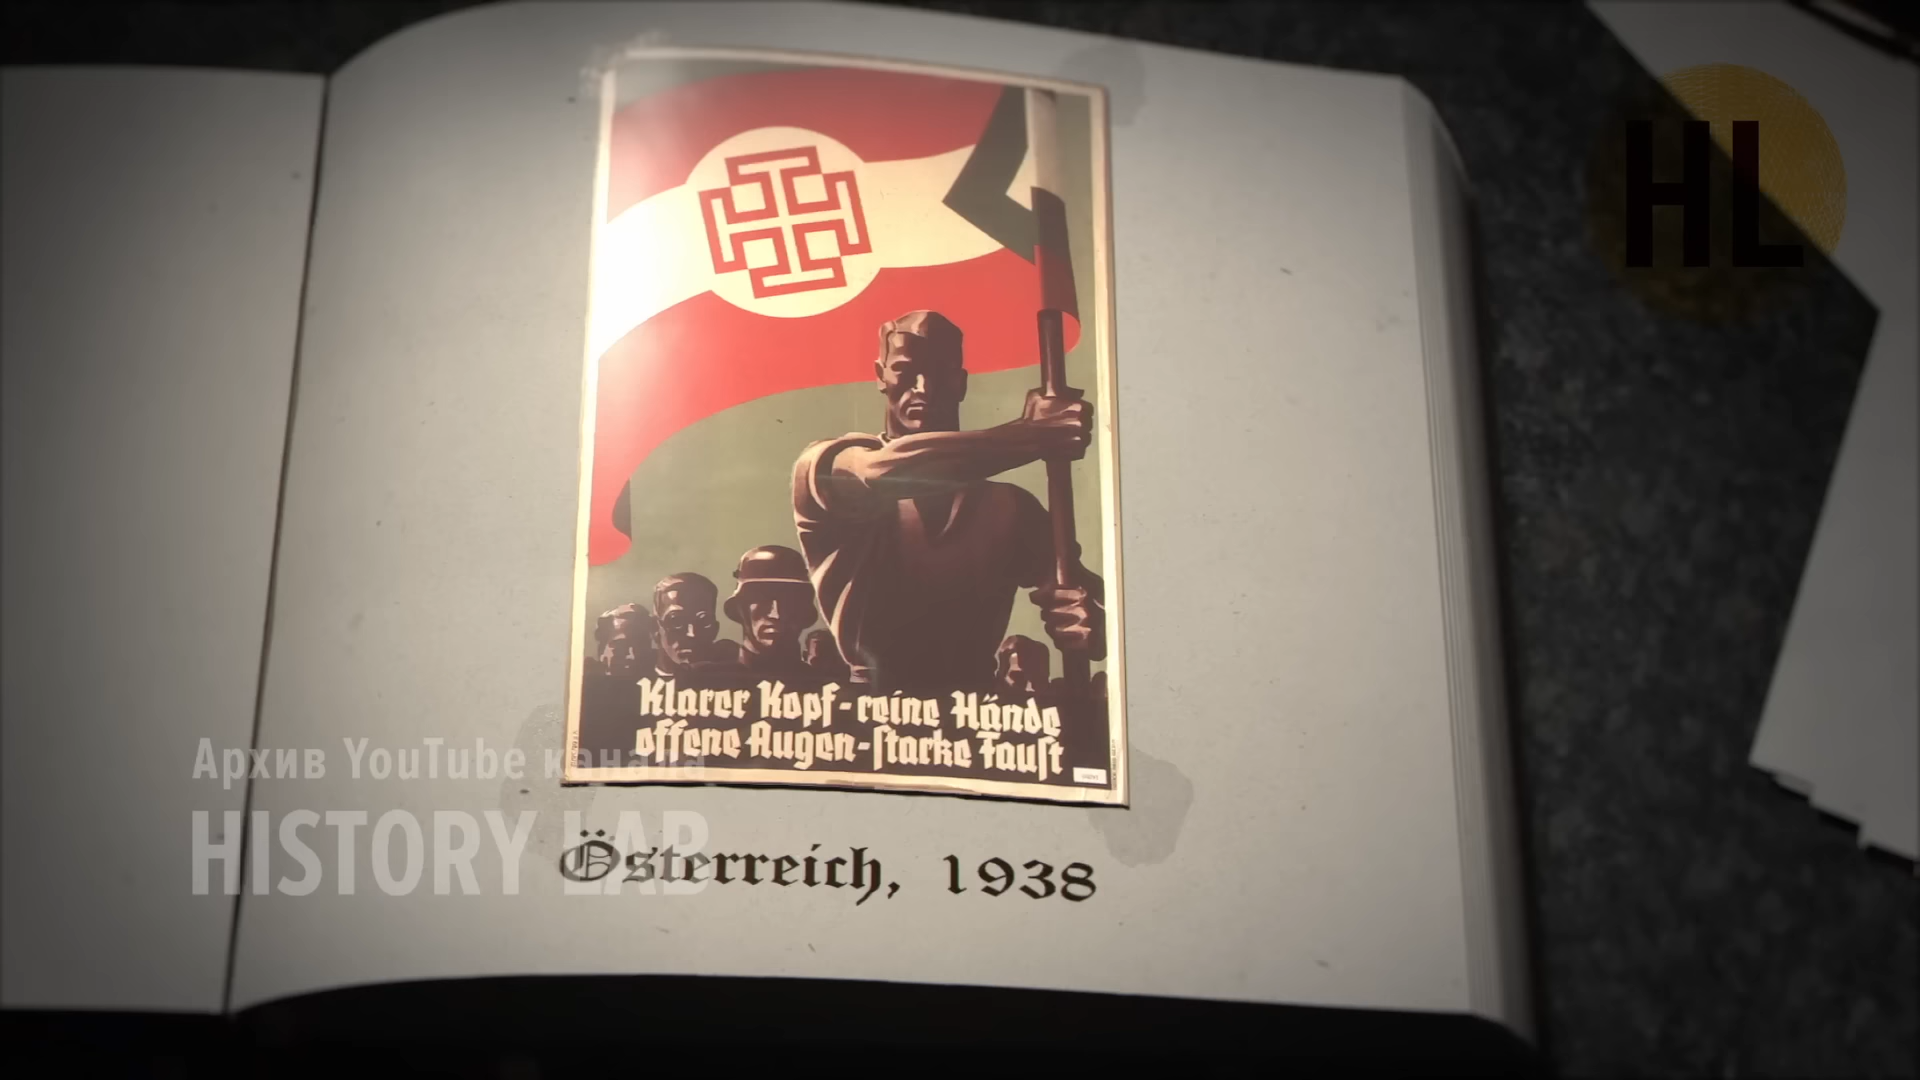 HL
Klarer Kopf - reine Hände
offene Augen - starke Faust
Архив YouTube канала
HISTORY LAB
Österreich, 1938